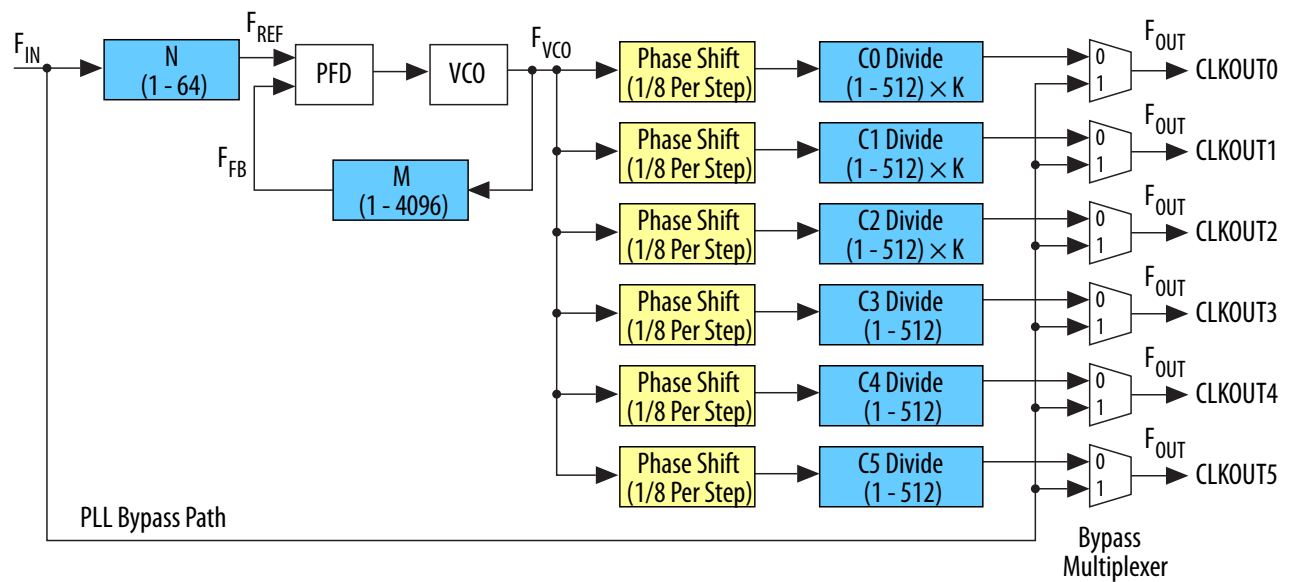 F_IN
N
(1 - 64)
F_REF
PFD
VCO
F_VCO
F_FB
M
(1 - 4096)
Phase Shift
(1/8 Per Step)
C0 Divide
(1 - 512) × K
0
1
F_OUT
CLKOUT0
Phase Shift
(1/8 Per Step)
C1 Divide
(1 - 512) × K
0
1
F_OUT
CLKOUT1
Phase Shift
(1/8 Per Step)
C2 Divide
(1 - 512) × K
0
1
F_OUT
CLKOUT2
Phase Shift
(1/8 Per Step)
C3 Divide
(1 - 512)
0
1
F_OUT
CLKOUT3
Phase Shift
(1/8 Per Step)
C4 Divide
(1 - 512)
0
1
F_OUT
CLKOUT4
Phase Shift
(1/8 Per Step)
C5 Divide
(1 - 512)
0
1
F_OUT
CLKOUT5
PLL Bypass Path
Bypass
Multiplexer